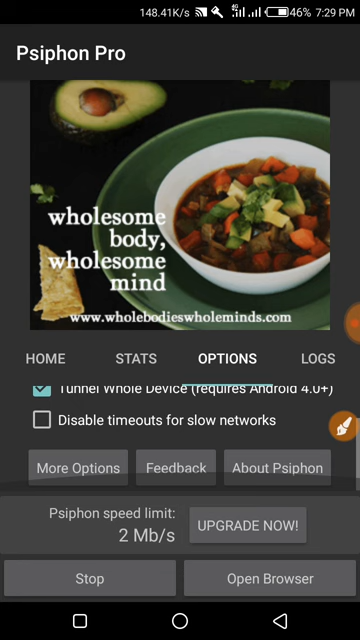 148.41K/s 4G 46% 7:29 PM
Psiphon Pro
wholesome
body,
wholesome
mind
www.wholebodieswholeminds.com
HOME STATS OPTIONS LOGS
Tunnel Whole Device (requires Android 4.0+)
Disable timeouts for slow networks
More Options Feedback About Psiphon
Psiphon speed limit:
2 Mb/s
UPGRADE NOW!
Stop Open Browser